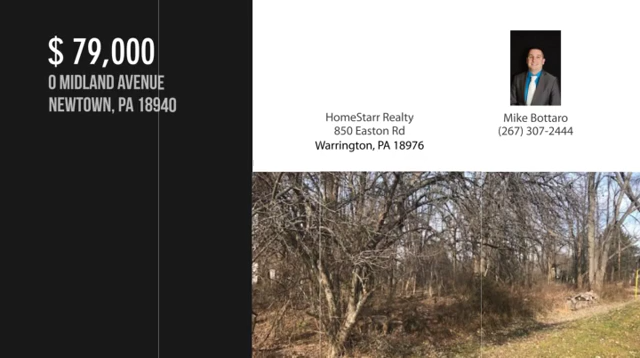 $ 79,000
0 MIDLAND AVENUE
NEWTOWN, PA 18940
HomeStarr Realty
850 Easton Rd
Warrington, PA 18976
Mike Bottaro
(267) 307-2444